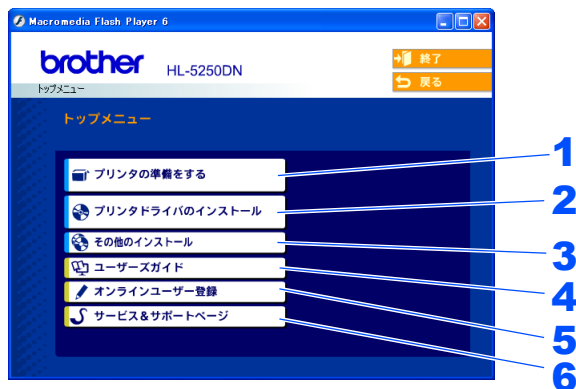 Macromedia Flash Player 6
brother HL-5250DN
終了
戻る
トップメニュー
トップメニュー
プリンタの準備をする
プリンタドライバのインストール
その他のインストール
ユーザーズガイド
オンラインユーザー登録
サービス&サポートページ
1
2
3
4
5
6